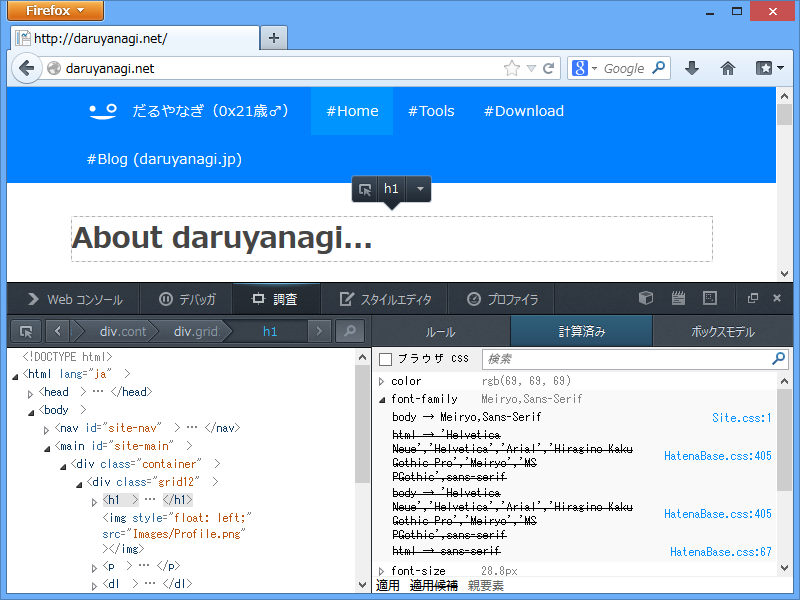 Firefox
http://daruyanagi.net/
daruyanagi.net
Google
だるやなぎ（0x21歳♂）
#Home
#Tools
#Download
#Blog (daruyanagi.jp)
h1
About daruyanagi...
Web コンソール
デバッガ
調査
スタイルエディタ
プロファイラ
div.cont
div.grid
h1
ルール
計算済み
ボックスモデル
<!DOCTYPE html>
<html lang="ja" >
<head > ... </head>
<body >
<nav id="site-nav" > ... </nav>
<main id="site-main" >
<div class="container" >
<div class="grid12" >
<h1 > ... </h1>
<img style="float: left;"
src="Images/Profile.png"
></img>
<p > ... </p>
<dl > ... </dl>
ブラウザ CSS
検索
color rgb(69, 69, 69)
font-family Meiryo,Sans-Serif
body → Meiryo,Sans-Serif Site.css:1
html → 'Helvetica
Neue','Helvetica','Arial','Hiragino Kaku
Gothic Pro','Meiryo','MS
PGothic',sans-serif
HatenaBase.css:405
body → 'Helvetica
Neue','Helvetica','Arial','Hiragino Kaku
Gothic Pro','Meiryo','MS
PGothic',sans-serif
HatenaBase.css:405
html → sans-serif HatenaBase.css:67
font-size 28.8px
適用 適用候補 親要素